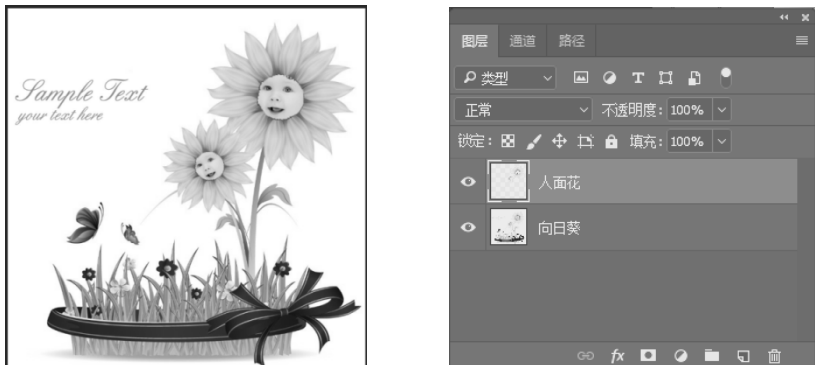 Sample Text
your text here
图层 通道 路径
类型
正常 不透明度: 100%
锁定: 填充: 100%
人面花
向日葵
fx